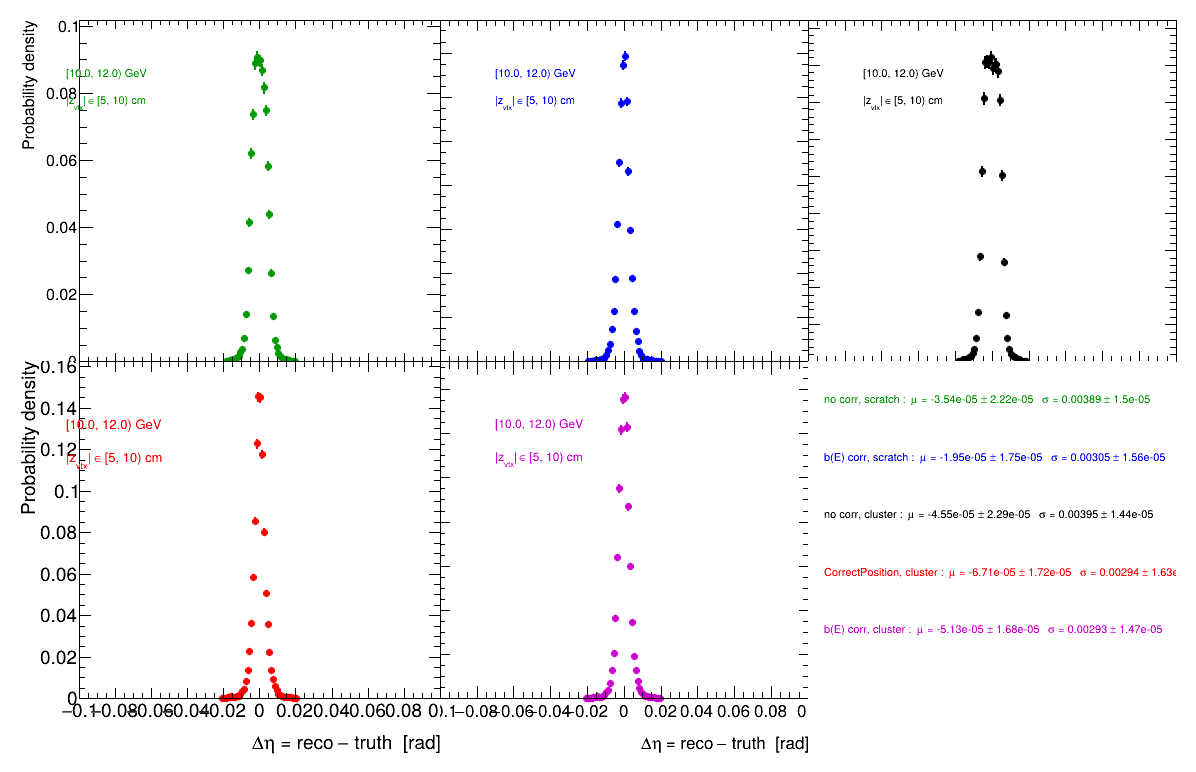 Probability density
0.1
0.08
0.06
0.04
0.02
[10.0, 12.0) GeV
|z_vtx| ∈ [5, 10) cm
[10.0, 12.0) GeV
|z_vtx| ∈ [5, 10) cm
[10.0, 12.0) GeV
|z_vtx| ∈ [5, 10) cm
Probability density
0.16
0.14
0.12
0.1
0.08
0.06
0.04
0.02
0
[10.0, 12.0) GeV
|z_vtx| ∈ [5, 10) cm
[10.0, 12.0) GeV
|z_vtx| ∈ [5, 10) cm
−0.1 −0.08 −0.06 −0.04 −0.02 0 0.02 0.04 0.06 0.08 0.1
−0.08 −0.06 −0.04 −0.02 0 0.02 0.04 0.06 0.08 0
Δη = reco − truth [rad]
Δη = reco − truth [rad]
no corr, scratch : μ = -3.54e-05 ± 2.22e-05 σ = 0.00389 ± 1.5e-05
b(E) corr, scratch : μ = -1.95e-05 ± 1.75e-05 σ = 0.00305 ± 1.56e-05
no corr, cluster : μ = -4.55e-05 ± 2.29e-05 σ = 0.00395 ± 1.44e-05
CorrectPosition, cluster : μ = -6.71e-05 ± 1.72e-05 σ = 0.00294 ± 1.63e
b(E) corr, cluster : μ = -5.13e-05 ± 1.68e-05 σ = 0.00293 ± 1.47e-05